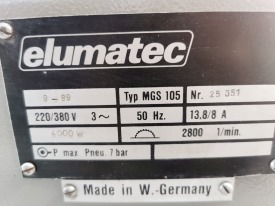 elumatec
9-89 Typ MGS 105 Nr. 25 351
220/380 V 3~ 50 Hz. 13.8/8 A
4000 W 2800 1/min.
P max. Pneu. 7 bar
Made in W.-Germany